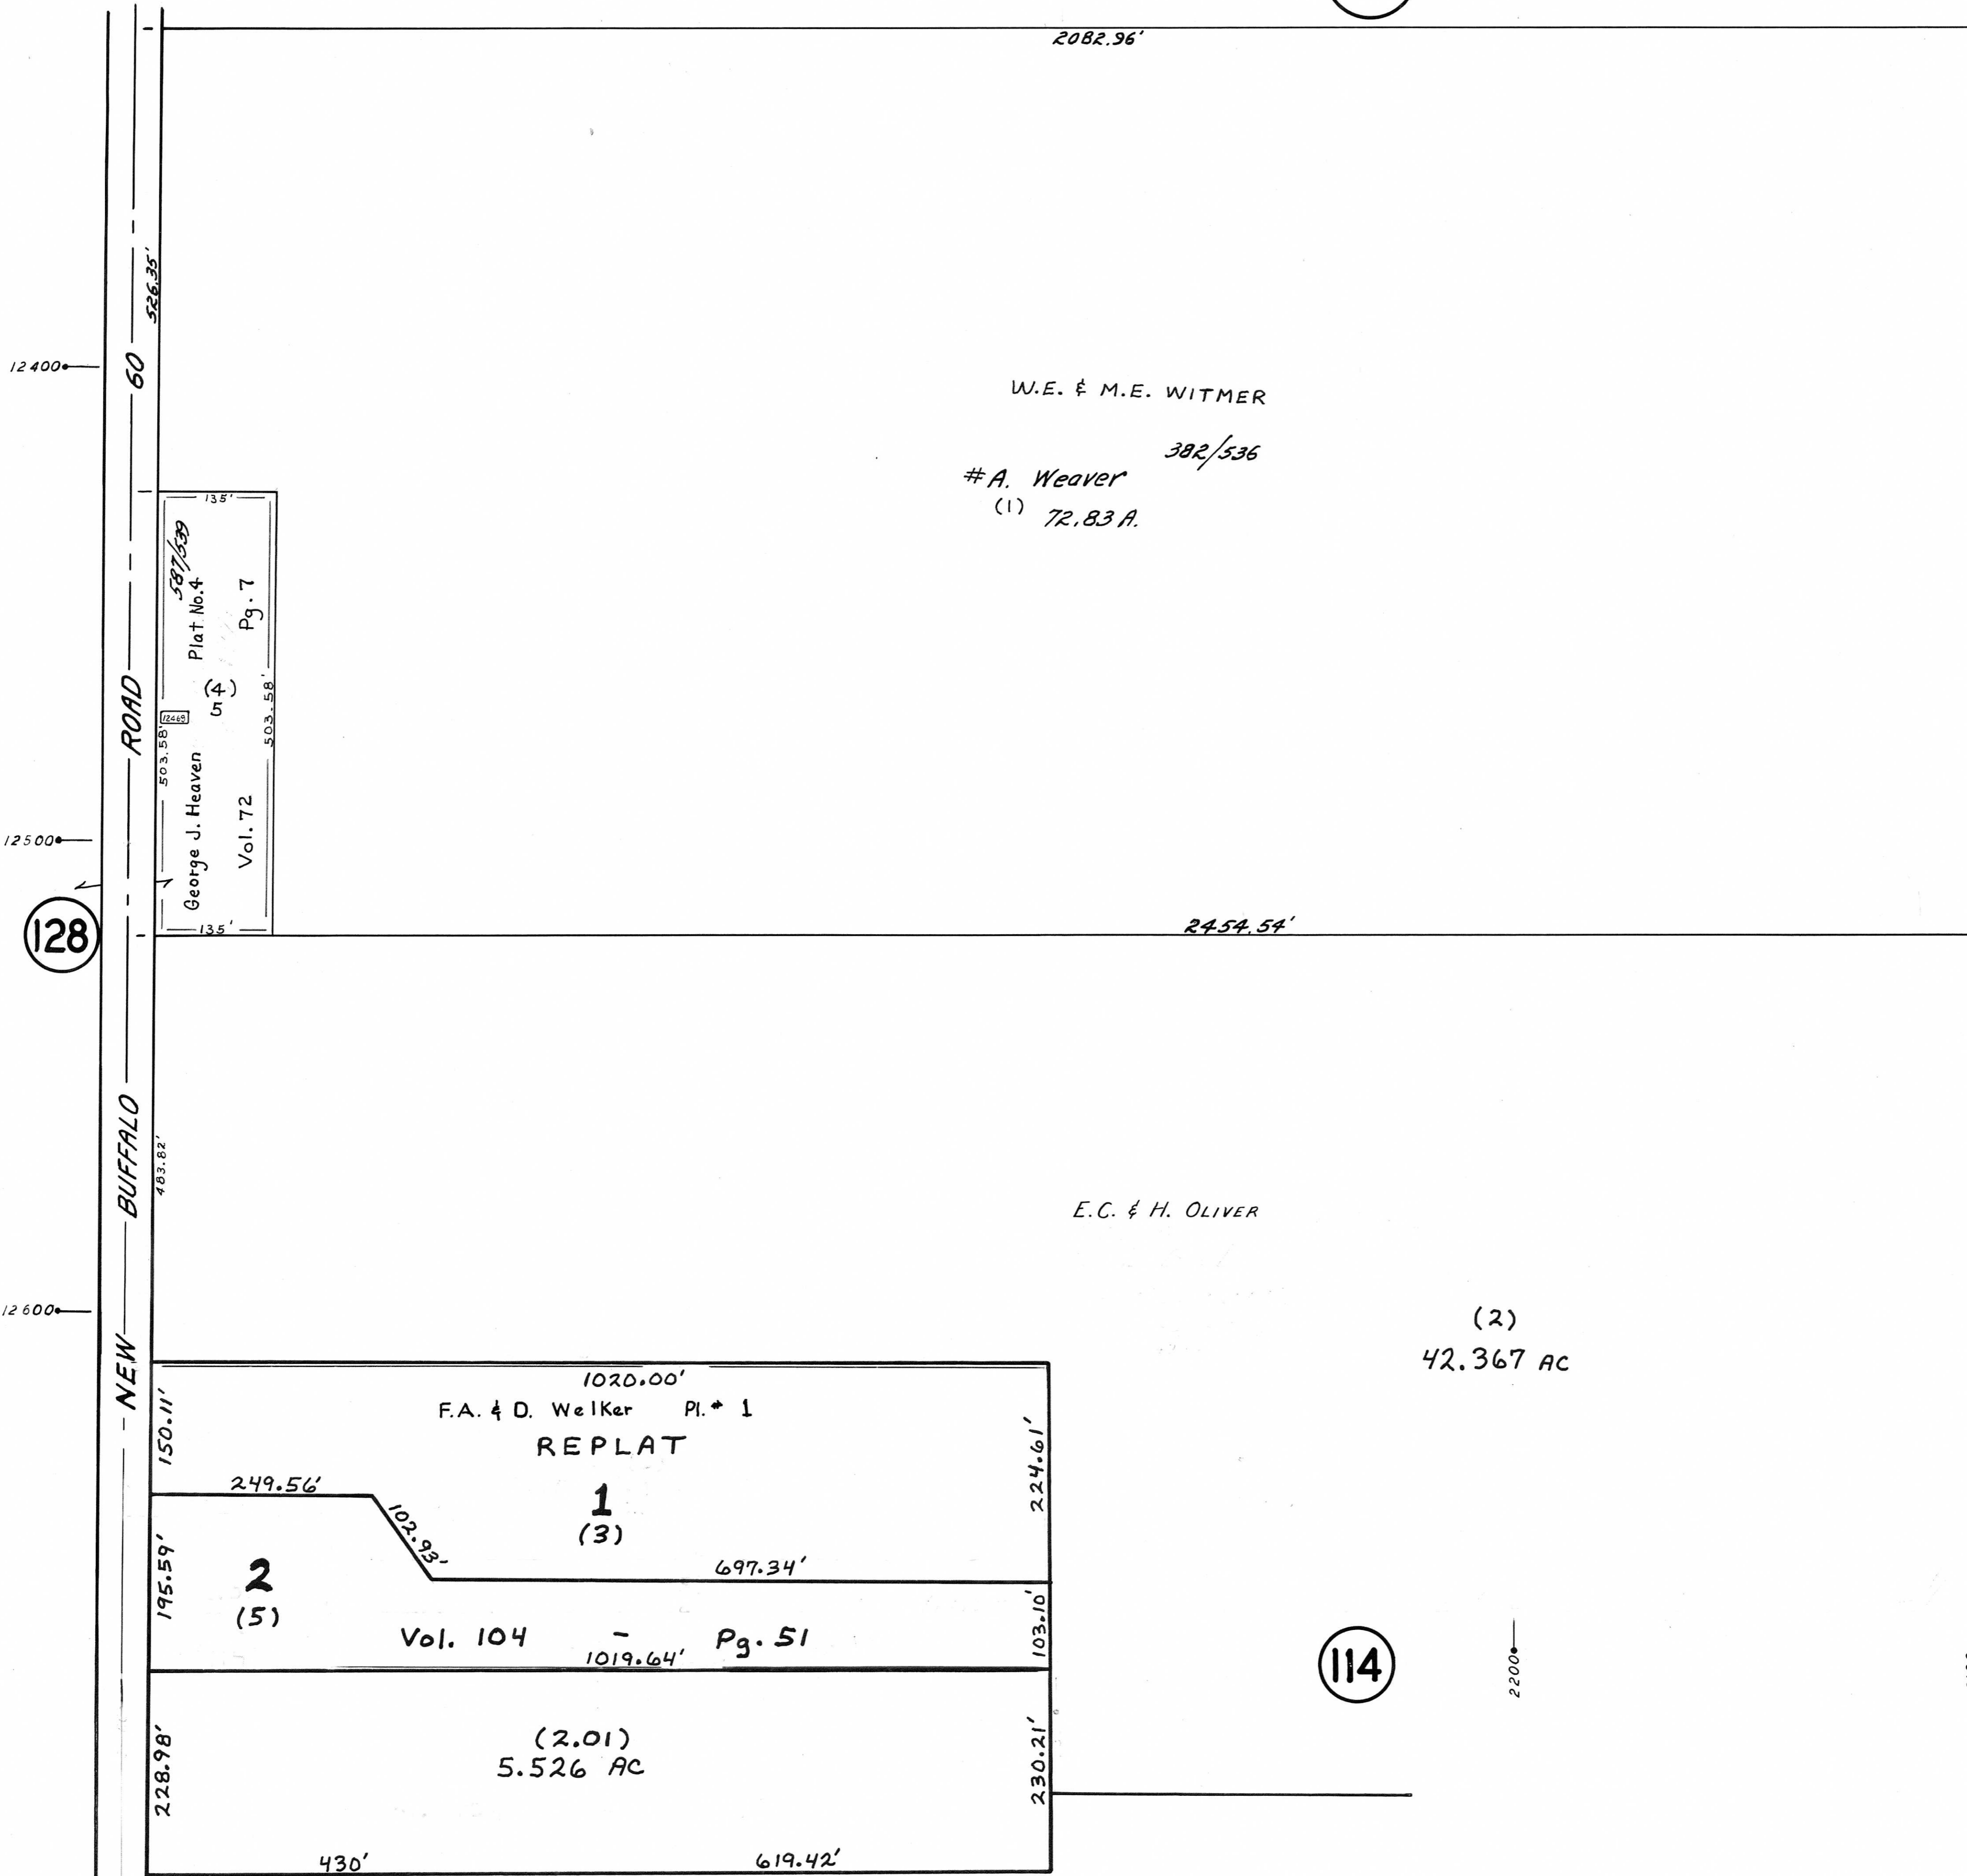 2082.96'
526.35'
60
12400
W.E. & M.E. WITMER
382/536
#A. Weaver
(1) 72.83 A.
135'
587/539
Plat No.4
Pg. 7
(4)
5
12469
503.58'
503.58'
George J. Heaven
Vol. 72
135'
ROAD
12500
128
2454.54'
483.82'
BUFFALO
E.C. & H. OLIVER
12600
(2)
42.367 AC
NEW
1020.00'
F.A. & D. Welker Pl.# 1
REPLAT
150.11'
224.61'
249.56'
102.93'
1
(3)
697.34'
195.59'
2
(5)
103.10'
Vol. 104 - Pg. 51
1019.64'
114
2200
(2.01)
5.526 AC
228.98'
230.21'
430'
619.42'